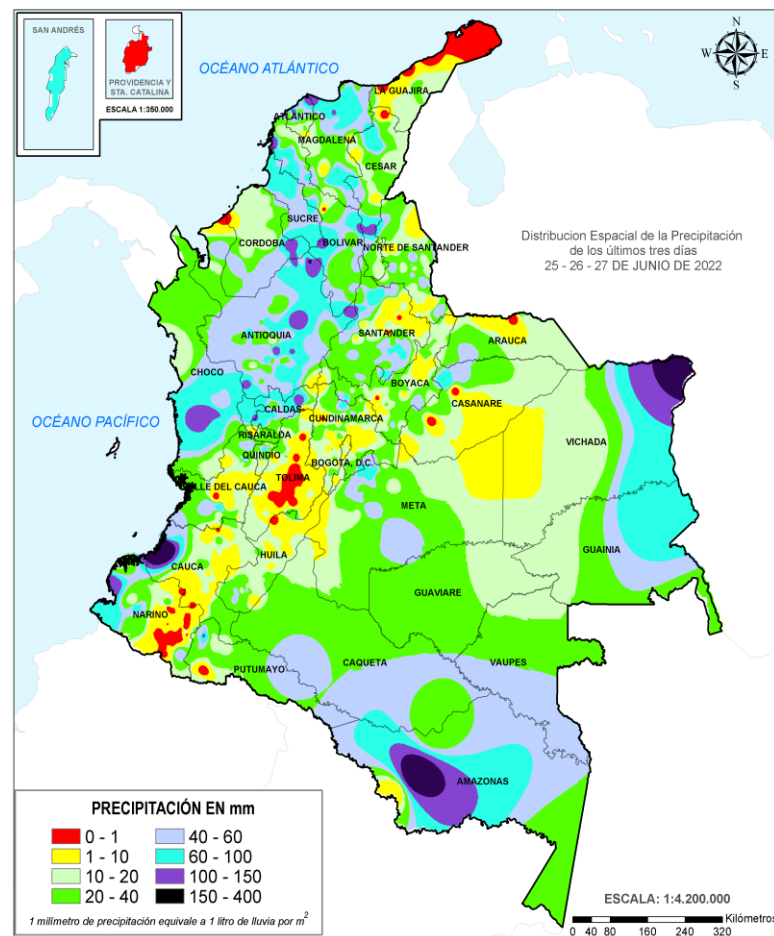 SAN ANDRÉS
PROVIDENCIA Y
STA. CATALINA
ESCALA 1:350.000
OCÉANO ATLÁNTICO
N
W
E
S
LA GUAJIRA
ATLÁNTICO
MAGDALENA
CESAR
SUCRE
CORDOBA
BOLIVAR
NORTE DE SANTANDER
Distribucion Espacial de la Precipitación
de los últimos tres días
25 - 26 - 27 DE JUNIO DE 2022
ANTIOQUIA
SANTANDER
ARAUCA
CHOCO
BOYACA
CASANARE
OCÉANO PACÍFICO
CALDAS
CUNDINAMARCA
RISARALDA
VICHADA
QUINDIO
BOGOTA, D.C.
TOLIMA
VALLE DEL CAUCA
META
GUAINIA
HUILA
CAUCA
GUAVIARE
NARIÑO
PUTUMAYO
CAQUETA
VAUPES
AMAZONAS
PRECIPITACIÓN EN mm
0 - 1
40 - 60
1 - 10
60 - 100
10 - 20
100 - 150
20 - 40
150 - 400
1 milímetro de precipitación equivale a 1 litro de lluvia por m2
ESCALA: 1:4.200.000
Kilómetros
0 40 80 160 240 320